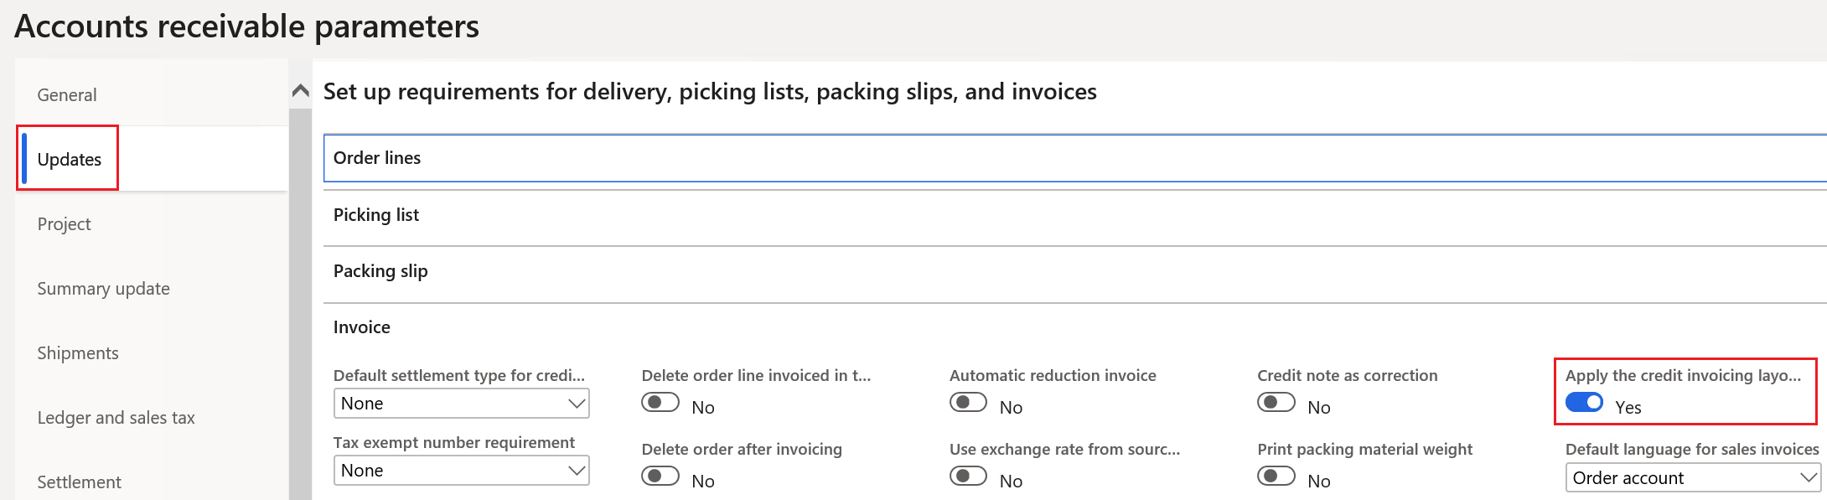 Accounts receivable parameters
General
Updates
Project
Summary update
Shipments
Ledger and sales tax
Settlement
Set up requirements for delivery, picking lists, packing slips, and invoices
Order lines
Picking list
Packing slip
Invoice
Default settlement type for credi...
None
Tax exempt number requirement
None
Delete order line invoiced in t...
No
Delete order after invoicing
No
Automatic reduction invoice
No
Use exchange rate from sourc...
No
Credit note as correction
No
Print packing material weight
No
Apply the credit invoicing layo...
Yes
Default language for sales invoices
Order account